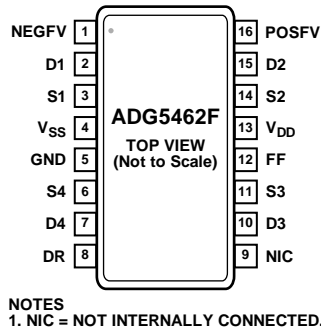 NEGFV 1 16 POSFV
D1 2 15 D2
S1 3 14 S2
ADG5462F
VSS 4 13 VDD
TOP VIEW
GND 5 12 FF
(Not to Scale)
S4 6 11 S3
D4 7 10 D3
DR 8 9 NIC
NOTES
1. NIC = NOT INTERNALLY CONNECTED.